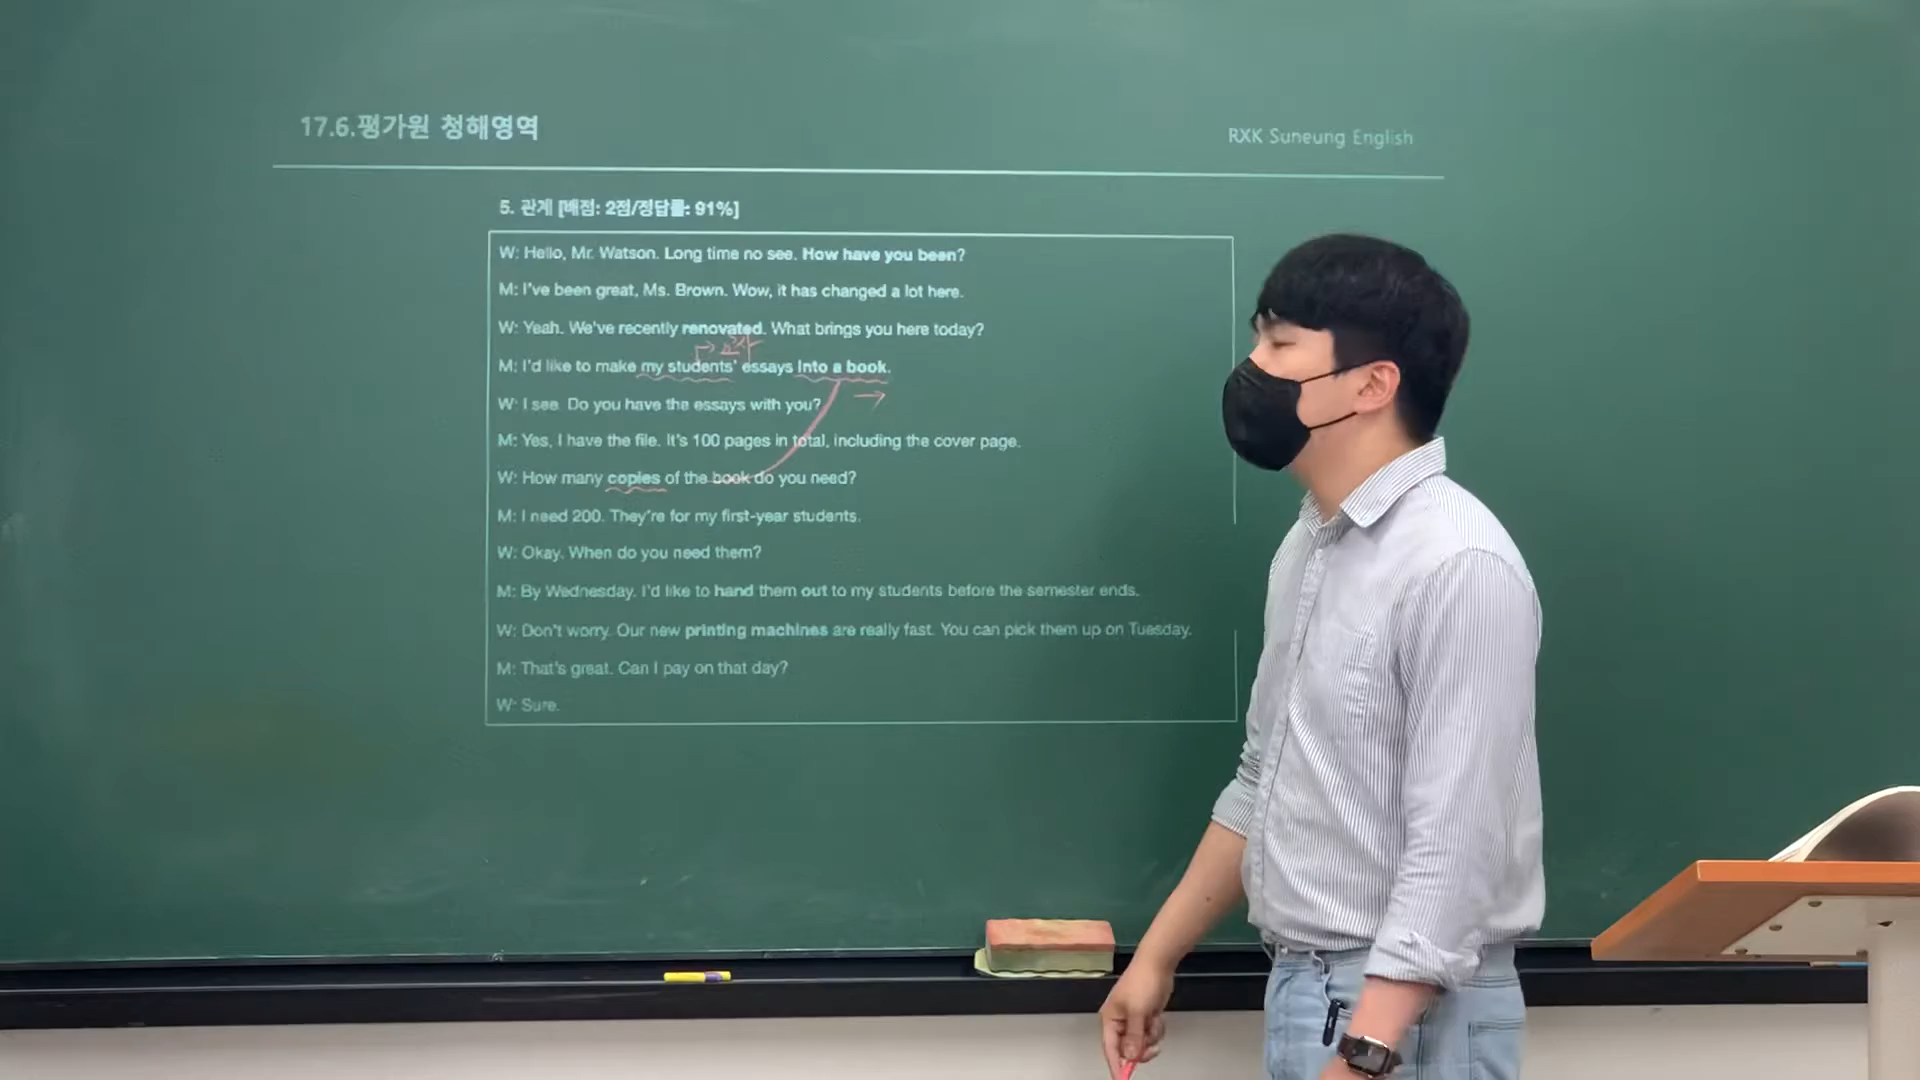 17.6.평가원 청해영역
RXK Suneung English
5. 관계 [배점: 2점/정답률: 91%]
W: Hello, Mr. Watson. Long time no see. How have you been?
M: I've been great, Ms. Brown. Wow, it has changed a lot here.
W: Yeah. We've recently renovated. What brings you here today?
M: I'd like to make my students' essays into a book.
W: I see. Do you have the essays with you?
M: Yes, I have the file. It's 100 pages in total, including the cover page.
W: How many copies of the book do you need?
M: I need 200. They're for my first-year students.
W: Okay. When do you need them?
M: By Wednesday. I'd like to hand them out to my students before the semester ends.
W: Don't worry. Our new printing machines are really fast. You can pick them up on Tuesday.
M: That's great. Can I pay on that day?
W: Sure.